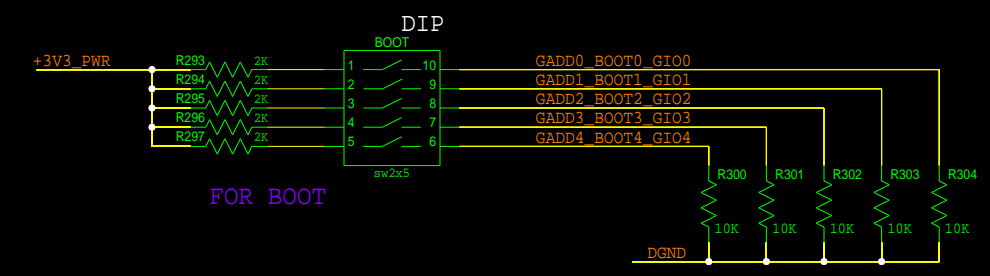 DIP
BOOT
+3V3_PWR R293 2K 1 10 GADD0_BOOT0_GIO0
R294 2K 2 9 GADD1_BOOT1_GIO1
R295 2K 3 8 GADD2_BOOT2_GIO2
R296 2K 4 7 GADD3_BOOT3_GIO3
R297 2K 5 6 GADD4_BOOT4_GIO4
sw2x5
R300 R301 R302 R303 R304
FOR BOOT
10K 10K 10K 10K 10K
DGND